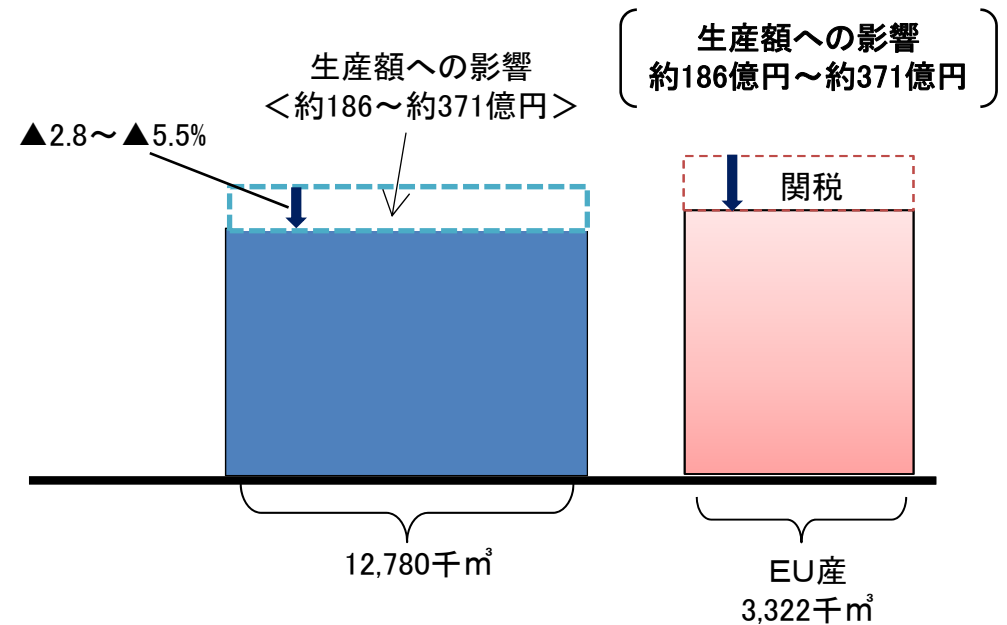 生産額への影響
約186億円～約371億円
生産額への影響
＜約186～約371億円＞
▲2.8～▲5.5%
関税
12,780千㎥
ＥＵ産
3,322千㎥